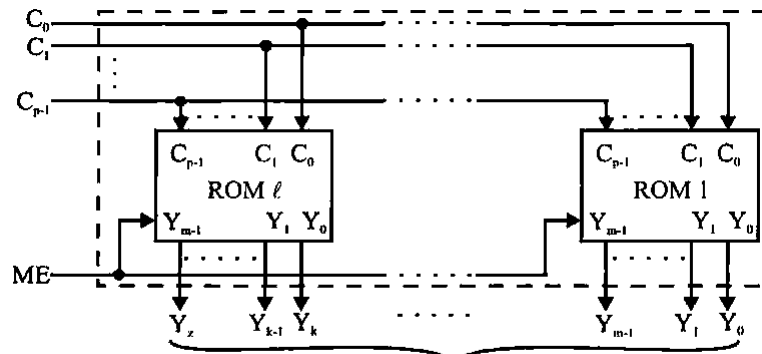 C₀
C₁
Cₚ₋₁
Cₚ₋₁ C₁ C₀
ROM ℓ
Yₘ₋₁ Y₁ Y₀
Cₚ₋₁ C₁ C₀
ROM 1
Yₘ₋₁ Y₁ Y₀
ME
Y_z Yₖ₋₁ Yₖ
Yₘ₋₁ Y₁ Y₀